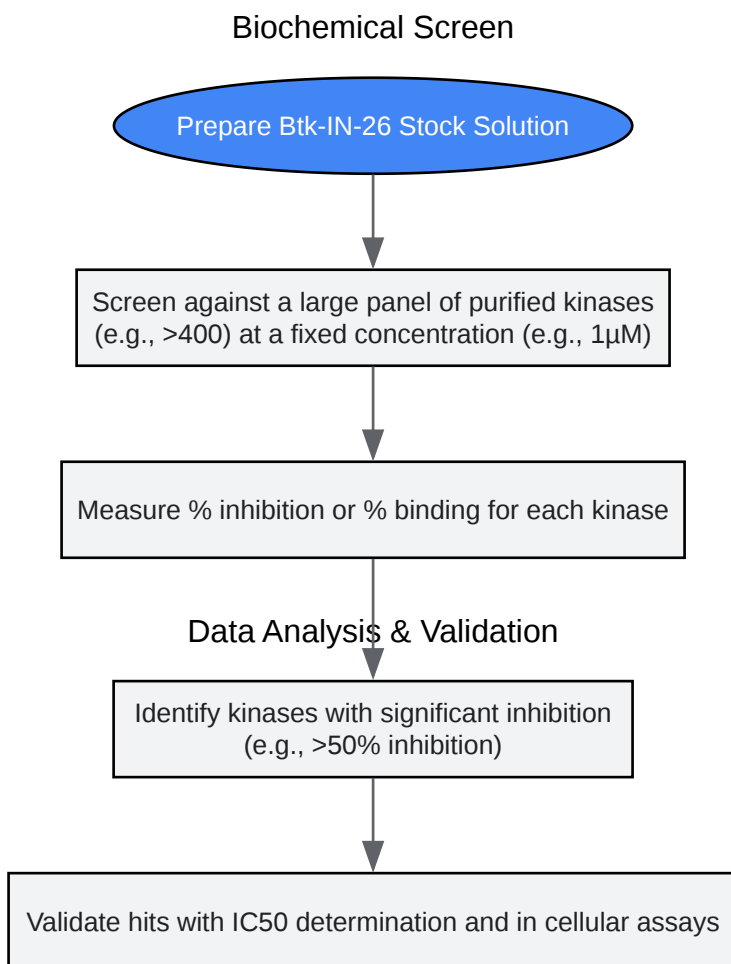 Biochemical Screen
Prepare Btk-IN-26 Stock Solution
Screen against a large panel of purified kinases
(e.g., >400) at a fixed concentration (e.g., 1µM)
Measure % inhibition or % binding for each kinase
Data Analysis & Validation
Identify kinases with significant inhibition
(e.g., >50% inhibition)
Validate hits with IC50 determination and in cellular assays